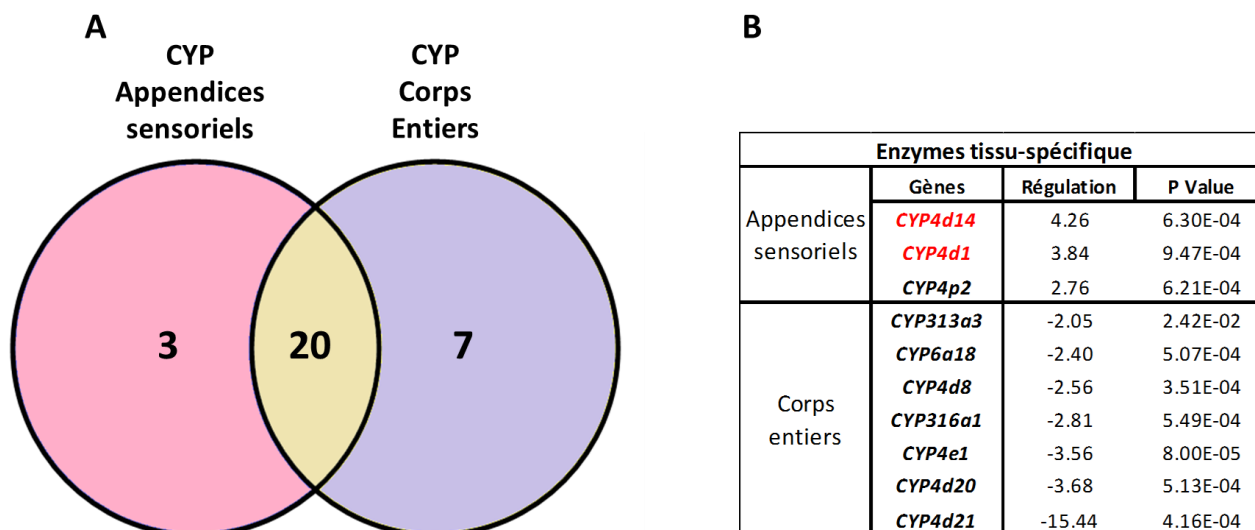 A
CYP
Appendices
sensoriels
CYP
Corps
Entiers
3
20
7
B
Enzymes tissu-spécifique
Gènes Régulation P Value
Appendices
sensoriels
CYP4d14 4.26 6.30E-04
CYP4d1 3.84 9.47E-04
CYP4p2 2.76 6.21E-04
Corps
entiers
CYP313a3 -2.05 2.42E-02
CYP6a18 -2.40 5.07E-04
CYP4d8 -2.56 3.51E-04
CYP316a1 -2.81 5.49E-04
CYP4e1 -3.56 8.00E-05
CYP4d20 -3.68 5.13E-04
CYP4d21 -15.44 4.16E-04